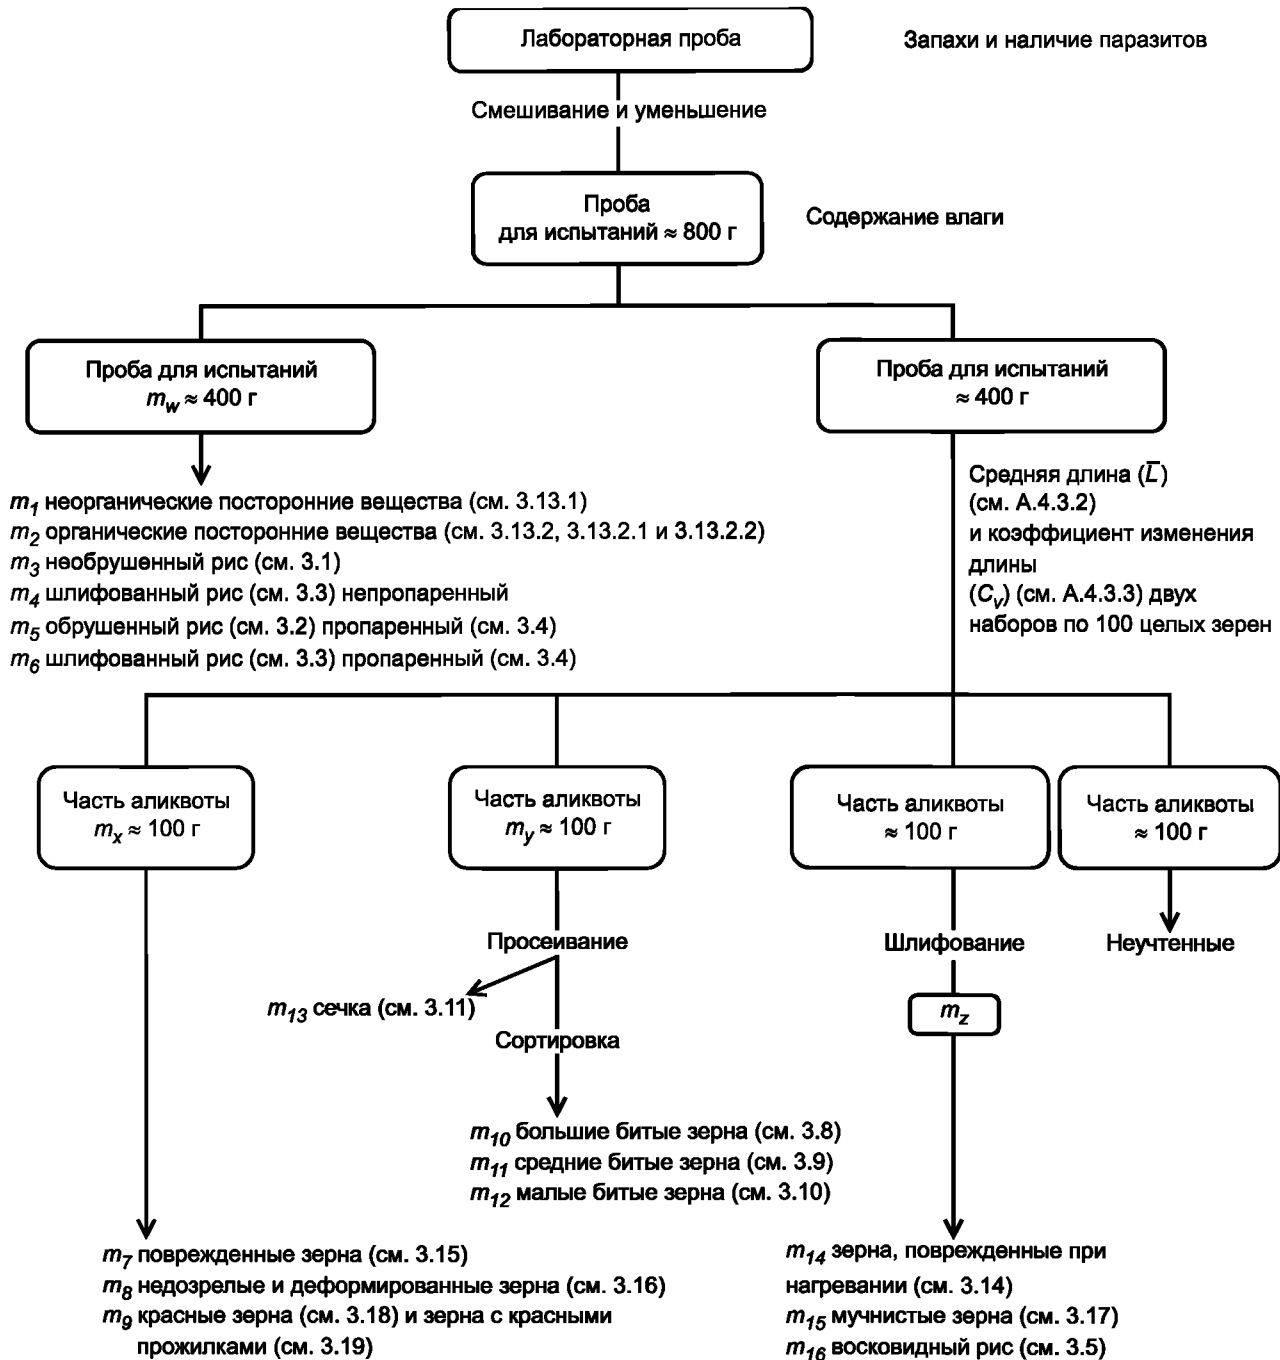 Лабораторная проба
Запахи и наличие паразитов
Смешивание и уменьшение
Проба
для испытаний ≈ 800 г
Содержание влаги
Проба для испытаний
m_w ≈ 400 г
Проба для испытаний
≈ 400 г
m_1 неорганические посторонние вещества (см. 3.13.1)
m_2 органические посторонние вещества (см. 3.13.2, 3.13.2.1 и 3.13.2.2)
m_3 необрушенный рис (см. 3.1)
m_4 шлифованный рис (см. 3.3) непропаренный
m_5 обрушенный рис (см. 3.2) пропаренный (см. 3.4)
m_6 шлифованный рис (см. 3.3) пропаренный (см. 3.4)
Средняя длина (L̅)
(см. А.4.3.2)
и коэффициент изменения
длины
(C_v) (см. А.4.3.3) двух
наборов по 100 целых зерен
Часть аликвоты
m_x ≈ 100 г
Часть аликвоты
m_y ≈ 100 г
Часть аликвоты
≈ 100 г
Часть аликвоты
≈ 100 г
Просеивание
Шлифование
Неучтенные
m_13 сечка (см. 3.11)
m_z
Сортировка
m_10 большие битые зерна (см. 3.8)
m_11 средние битые зерна (см. 3.9)
m_12 малые битые зерна (см. 3.10)
m_7 поврежденные зерна (см. 3.15)
m_8 недозрелые и деформированные зерна (см. 3.16)
m_9 красные зерна (см. 3.18) и зерна с красными
прожилками (см. 3.19)
m_14 зерна, поврежденные при
нагревании (см. 3.14)
m_15 мучнистые зерна (см. 3.17)
m_16 восковидный рис (см. 3.5)